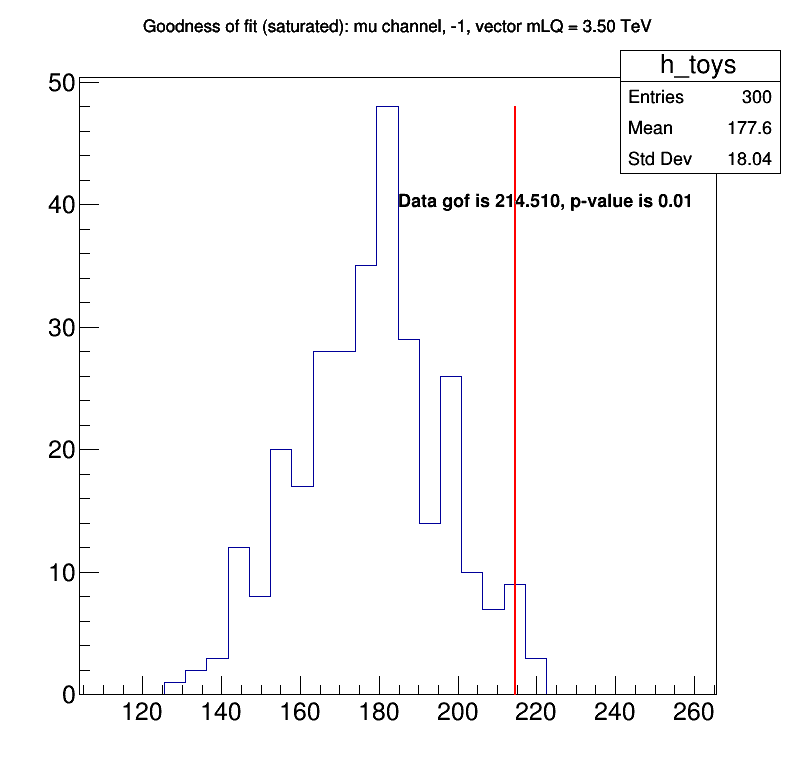 Goodness of fit (saturated): mu channel, -1, vector mLQ = 3.50 TeV
h_toys
Entries 300
Mean 177.6
Std Dev 18.04
Data gof is 214.510, p-value is 0.01
50
40
30
20
10
0
120 140 160 180 200 220 240 260